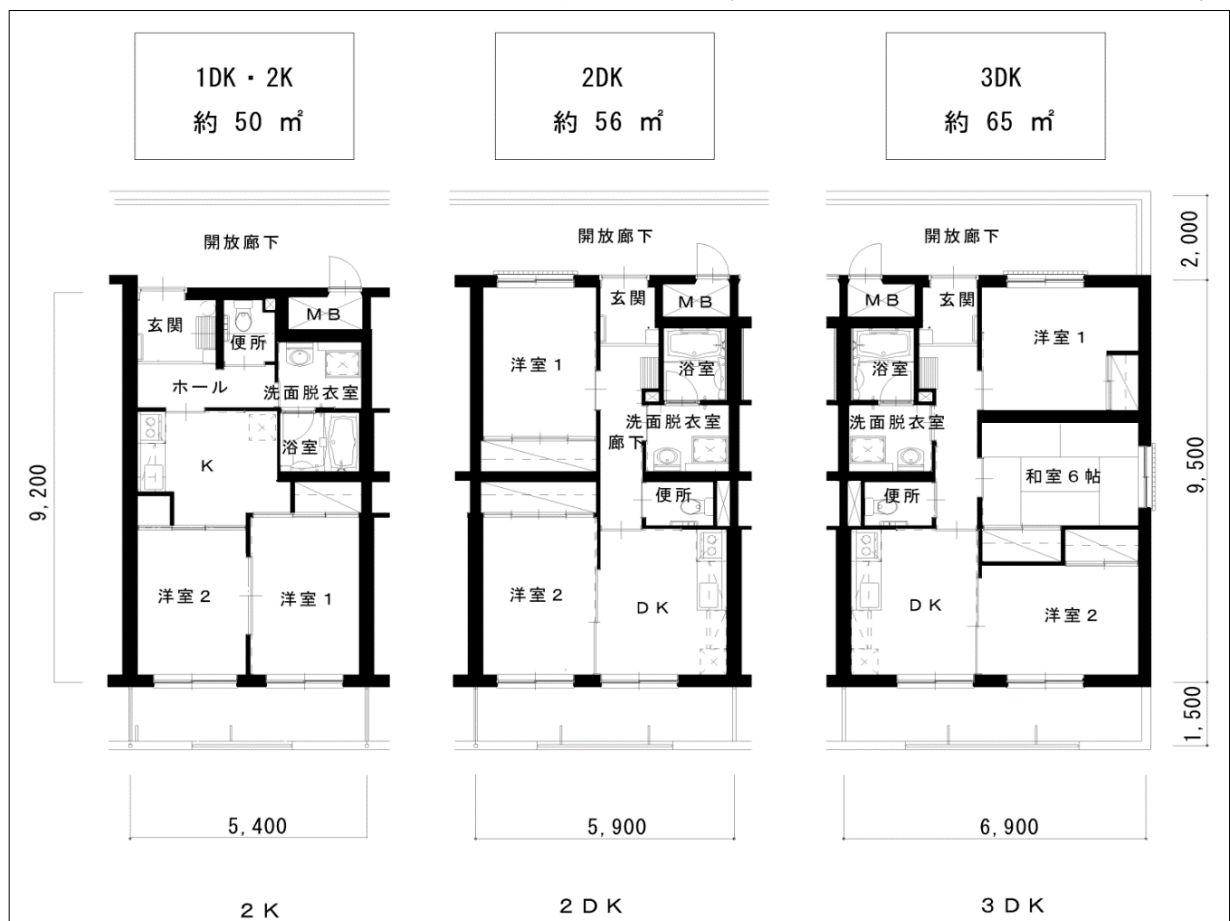 1DK・2K
約 50 ㎡
2DK
約 56 ㎡
3DK
約 65 ㎡
開放廊下
玄関
便所
MB
ホール
洗面脱衣室
浴室
K
洋室2
洋室1
9,200
5,400
2K
開放廊下
玄関
MB
洋室1
浴室
洗面脱衣室
廊下
便所
洋室2
DK
5,900
2DK
開放廊下
MB
玄関
洋室1
浴室
洗面脱衣室
和室6帖
便所
DK
洋室2
2,000
9,500
1,500
6,900
3DK